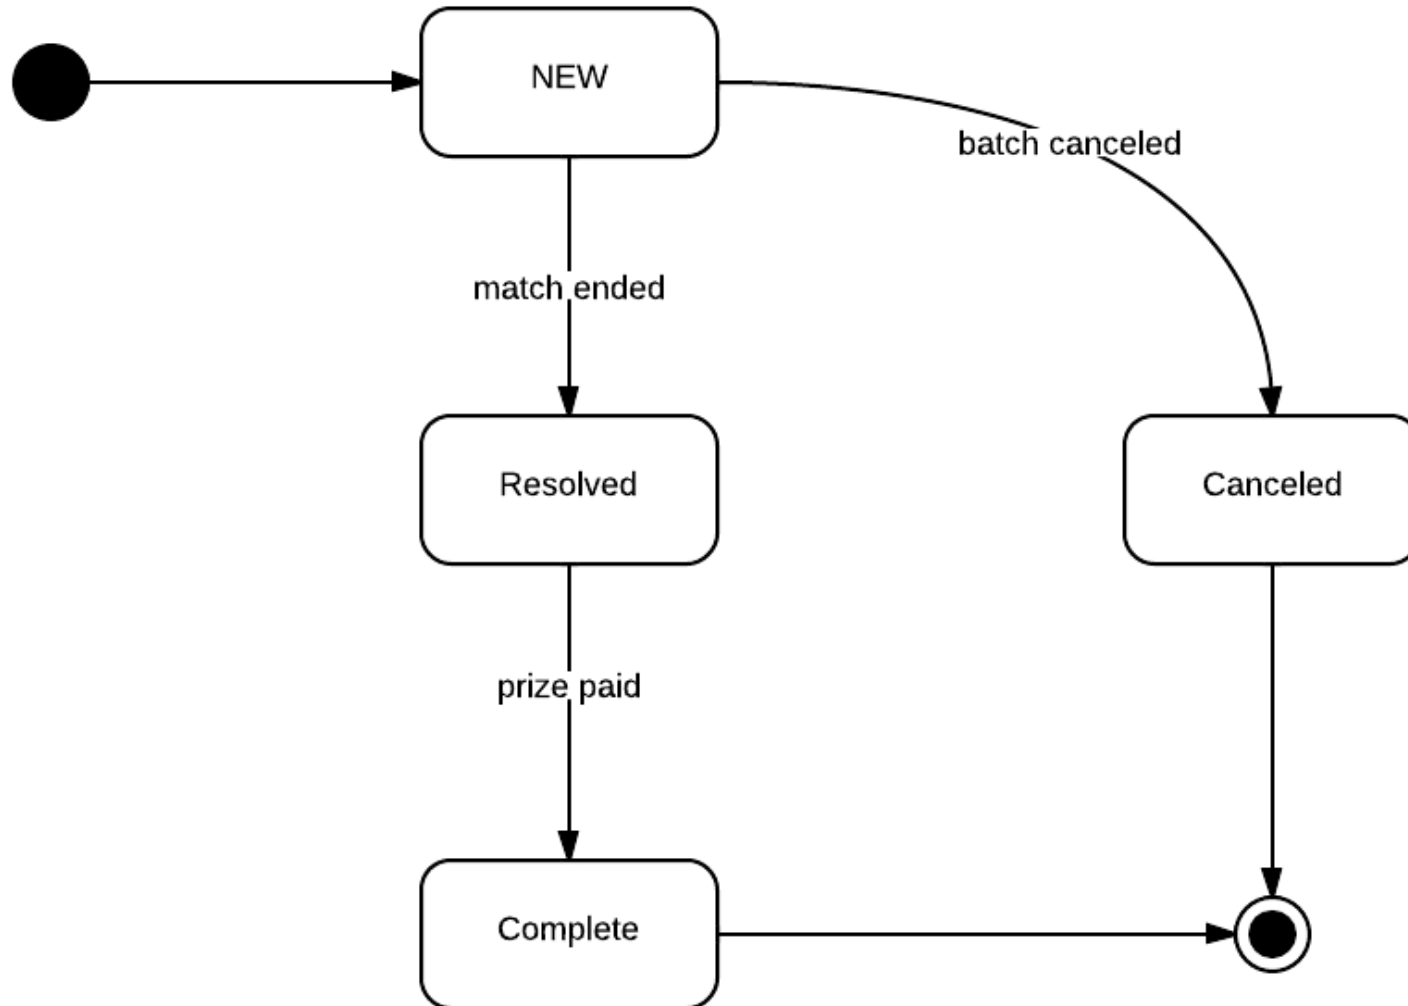 NEW
batch canceled
match ended
Resolved
Canceled
prize paid
Complete